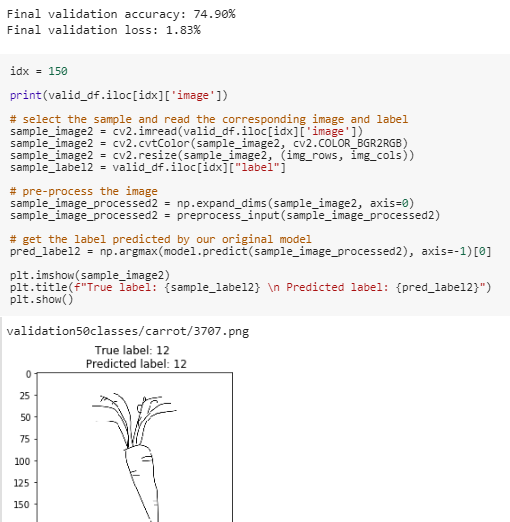 Final validation accuracy: 74.90%
Final validation loss: 1.83%
idx = 150
print(valid_df.iloc[idx]['image'])
# select the sample and read the corresponding image and label
sample_image2 = cv2.imread(valid_df.iloc[idx]['image'])
sample_image2 = cv2.cvtColor(sample_image2, cv2.COLOR_BGR2RGB)
sample_image2 = cv2.resize(sample_image2, (img_rows, img_cols))
sample_label2 = valid_df.iloc[idx]["label"]
# pre-process the image
sample_image_processed2 = np.expand_dims(sample_image2, axis=0)
sample_image_processed2 = preprocess_input(sample_image_processed2)
# get the label predicted by our original model
pred_label2 = np.argmax(model.predict(sample_image_processed2), axis=-1)[0]
plt.imshow(sample_image2)
plt.title(f"True label: {sample_label2} \n Predicted label: {pred_label2}")
plt.show()
validation50classes/carrot/3707.png
True label: 12
Predicted label: 12
0
25
50
75
100
125
150